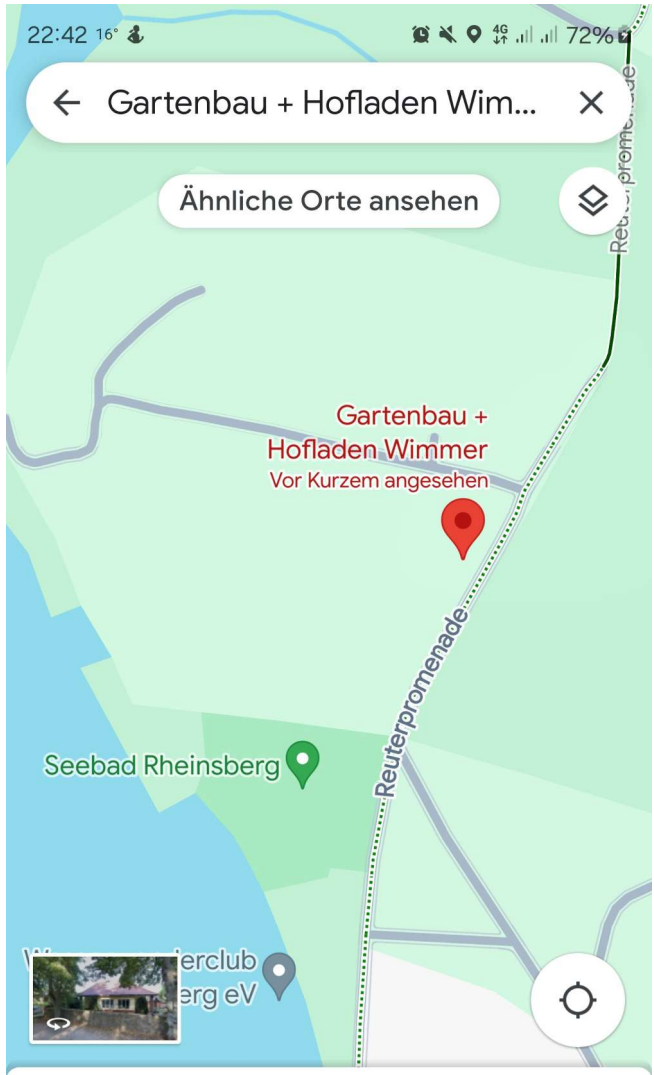 22:42 16° 4G 72%
Gartenbau + Hofladen Wim...
Ähnliche Orte ansehen
Reuterpromenade
Gartenbau +
Hofladen Wimmer
Vor Kurzem angesehen
Reuterpromenade
Seebad Rheinsberg
erclub
erg eV